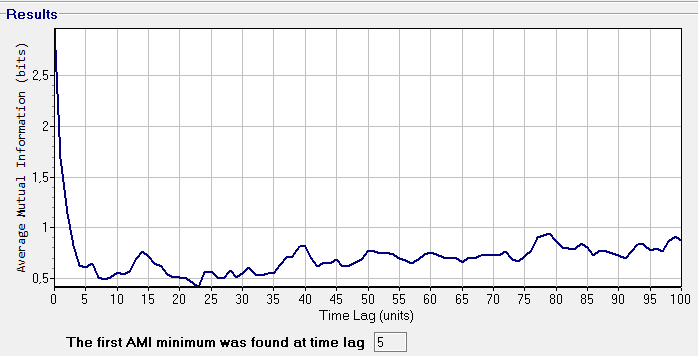 Results
Average Mutual Information (bits)
2,5
2
1,5
1
0,5
0 5 10 15 20 25 30 35 40 45 50 55 60 65 70 75 80 85 90 95 100
Time Lag (units)
The first AMI minimum was found at time lag 5